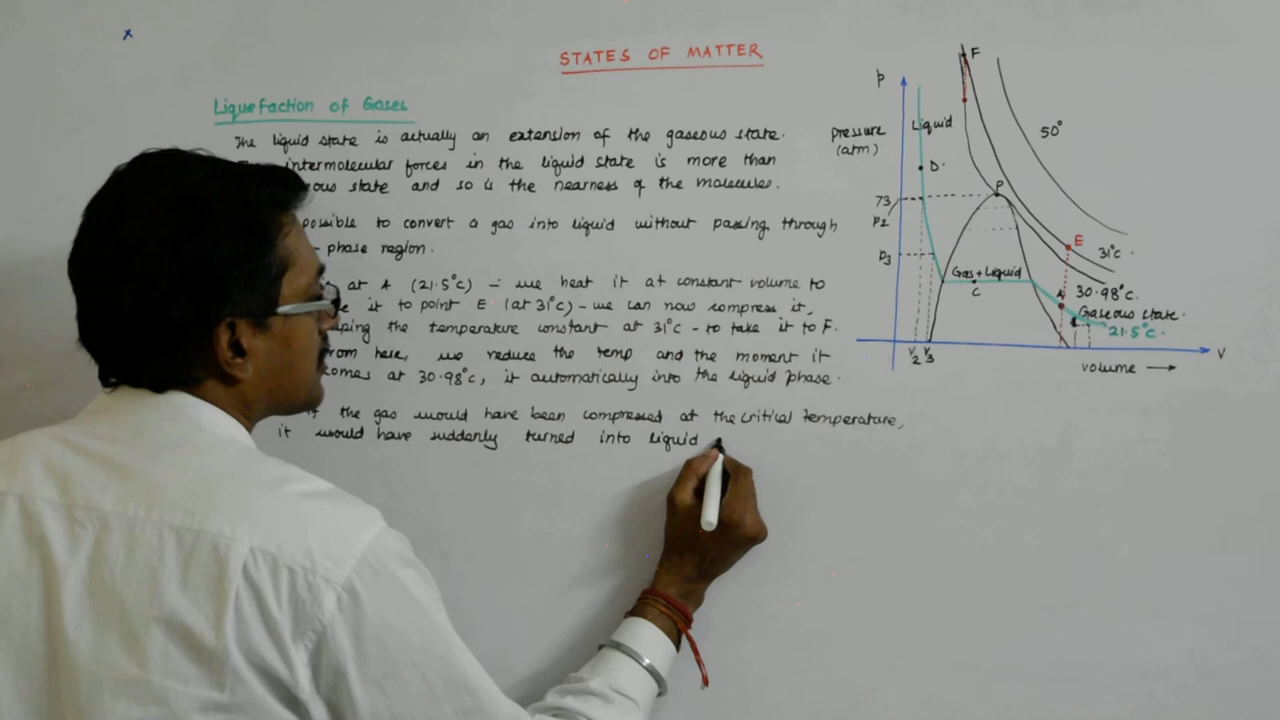 x
STATES OF MATTER
Liquefaction of Gases
The liquid state is actually an extension of the gaseous state.
intermolecular forces in the liquid state is more than
state and so is the nearness of the molecules.
possible to convert a gas into liquid without passing through
- phase region.
at A (21.5°C) - we heat it at constant volume to
it to point E (at 31°C) - we can now compress it,
the temperature constant at 31°C - to take it to F.
from here, we reduce the temp and the moment it
comes at 30.98°C, it automatically into the liquid phase.
If the gas would have been compressed at the critical temperature,
it would have suddenly turned into liquid
P
Pressure
(atm)
Liquid
F
50°
D.
73
P2
P3
P
E
31°C
Gas+Liquid
C
A
30.98°C.
Gaseous state.
21.5°C.
V2 V3
V
volume →